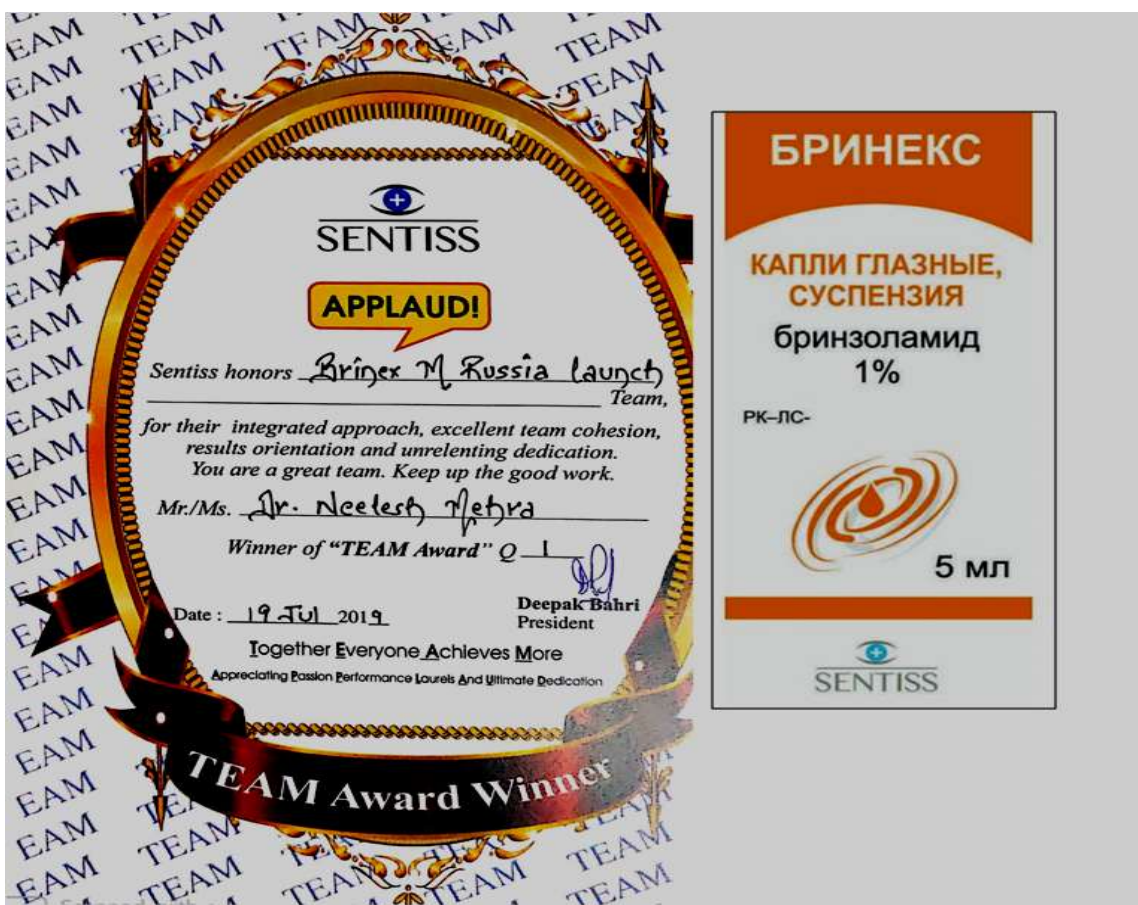 SENTISS
APPLAUD!
Sentiss honors Brinex M Russia launch
Team,
for their integrated approach, excellent team cohesion,
results orientation and unrelenting dedication.
You are a great team. Keep up the good work.
Mr./Ms. Dr. Neelesh Mehra
Winner of "TEAM Award" Q 1
Deepak Bahri
Date : 19 JUL 2019 President
Together Everyone Achieves More
Appreciating Passion Performance Laurels And Ultimate Dedication
TEAM Award Winner
БРИНЕКС
КАПЛИ ГЛАЗНЫЕ,
СУСПЕНЗИЯ
бринзоламид
1%
РК–ЛС-
5 мл
SENTISS